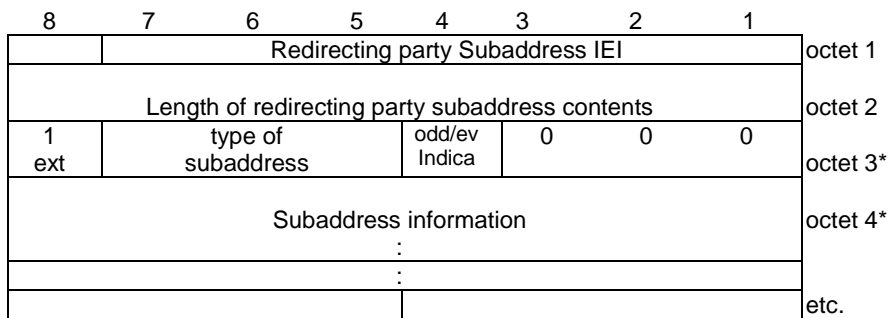 8 7 6 5 4 3 2 1
Redirecting party Subaddress IEI octet 1
Length of redirecting party subaddress contents octet 2
1 type of odd/ev 0 0 0
ext subaddress Indica octet 3*
Subaddress information octet 4*
:
:
etc.